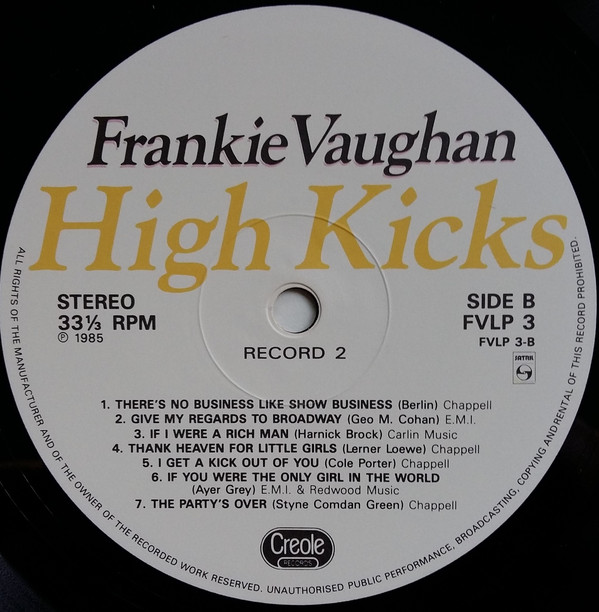 Frankie Vaughan
High Kicks
STEREO
33⅓ RPM
℗ 1985
SIDE B
FVLP 3
FVLP 3-B
RECORD 2
1. THERE'S NO BUSINESS LIKE SHOW BUSINESS (Berlin) Chappell
2. GIVE MY REGARDS TO BROADWAY (Geo M. Cohan) E.M.I.
3. IF I WERE A RICH MAN (Harnick Brock) Carlin Music
4. THANK HEAVEN FOR LITTLE GIRLS (Lerner Loewe) Chappell
5. I GET A KICK OUT OF YOU (Cole Porter) Chappell
6. IF YOU WERE THE ONLY GIRL IN THE WORLD
(Ayer Grey) E.M.I. & Redwood Music
7. THE PARTY'S OVER (Styne Comdan Green) Chappell
Creole
RECORDS
ALL RIGHTS OF THE MANUFACTURER AND OF THE OWNER OF THE RECORDED WORK RESERVED. UNAUTHORISED PUBLIC PERFORMANCE, BROADCASTING, COPYING ANDRENTAL OF THIS RECORD PROHIBITED.